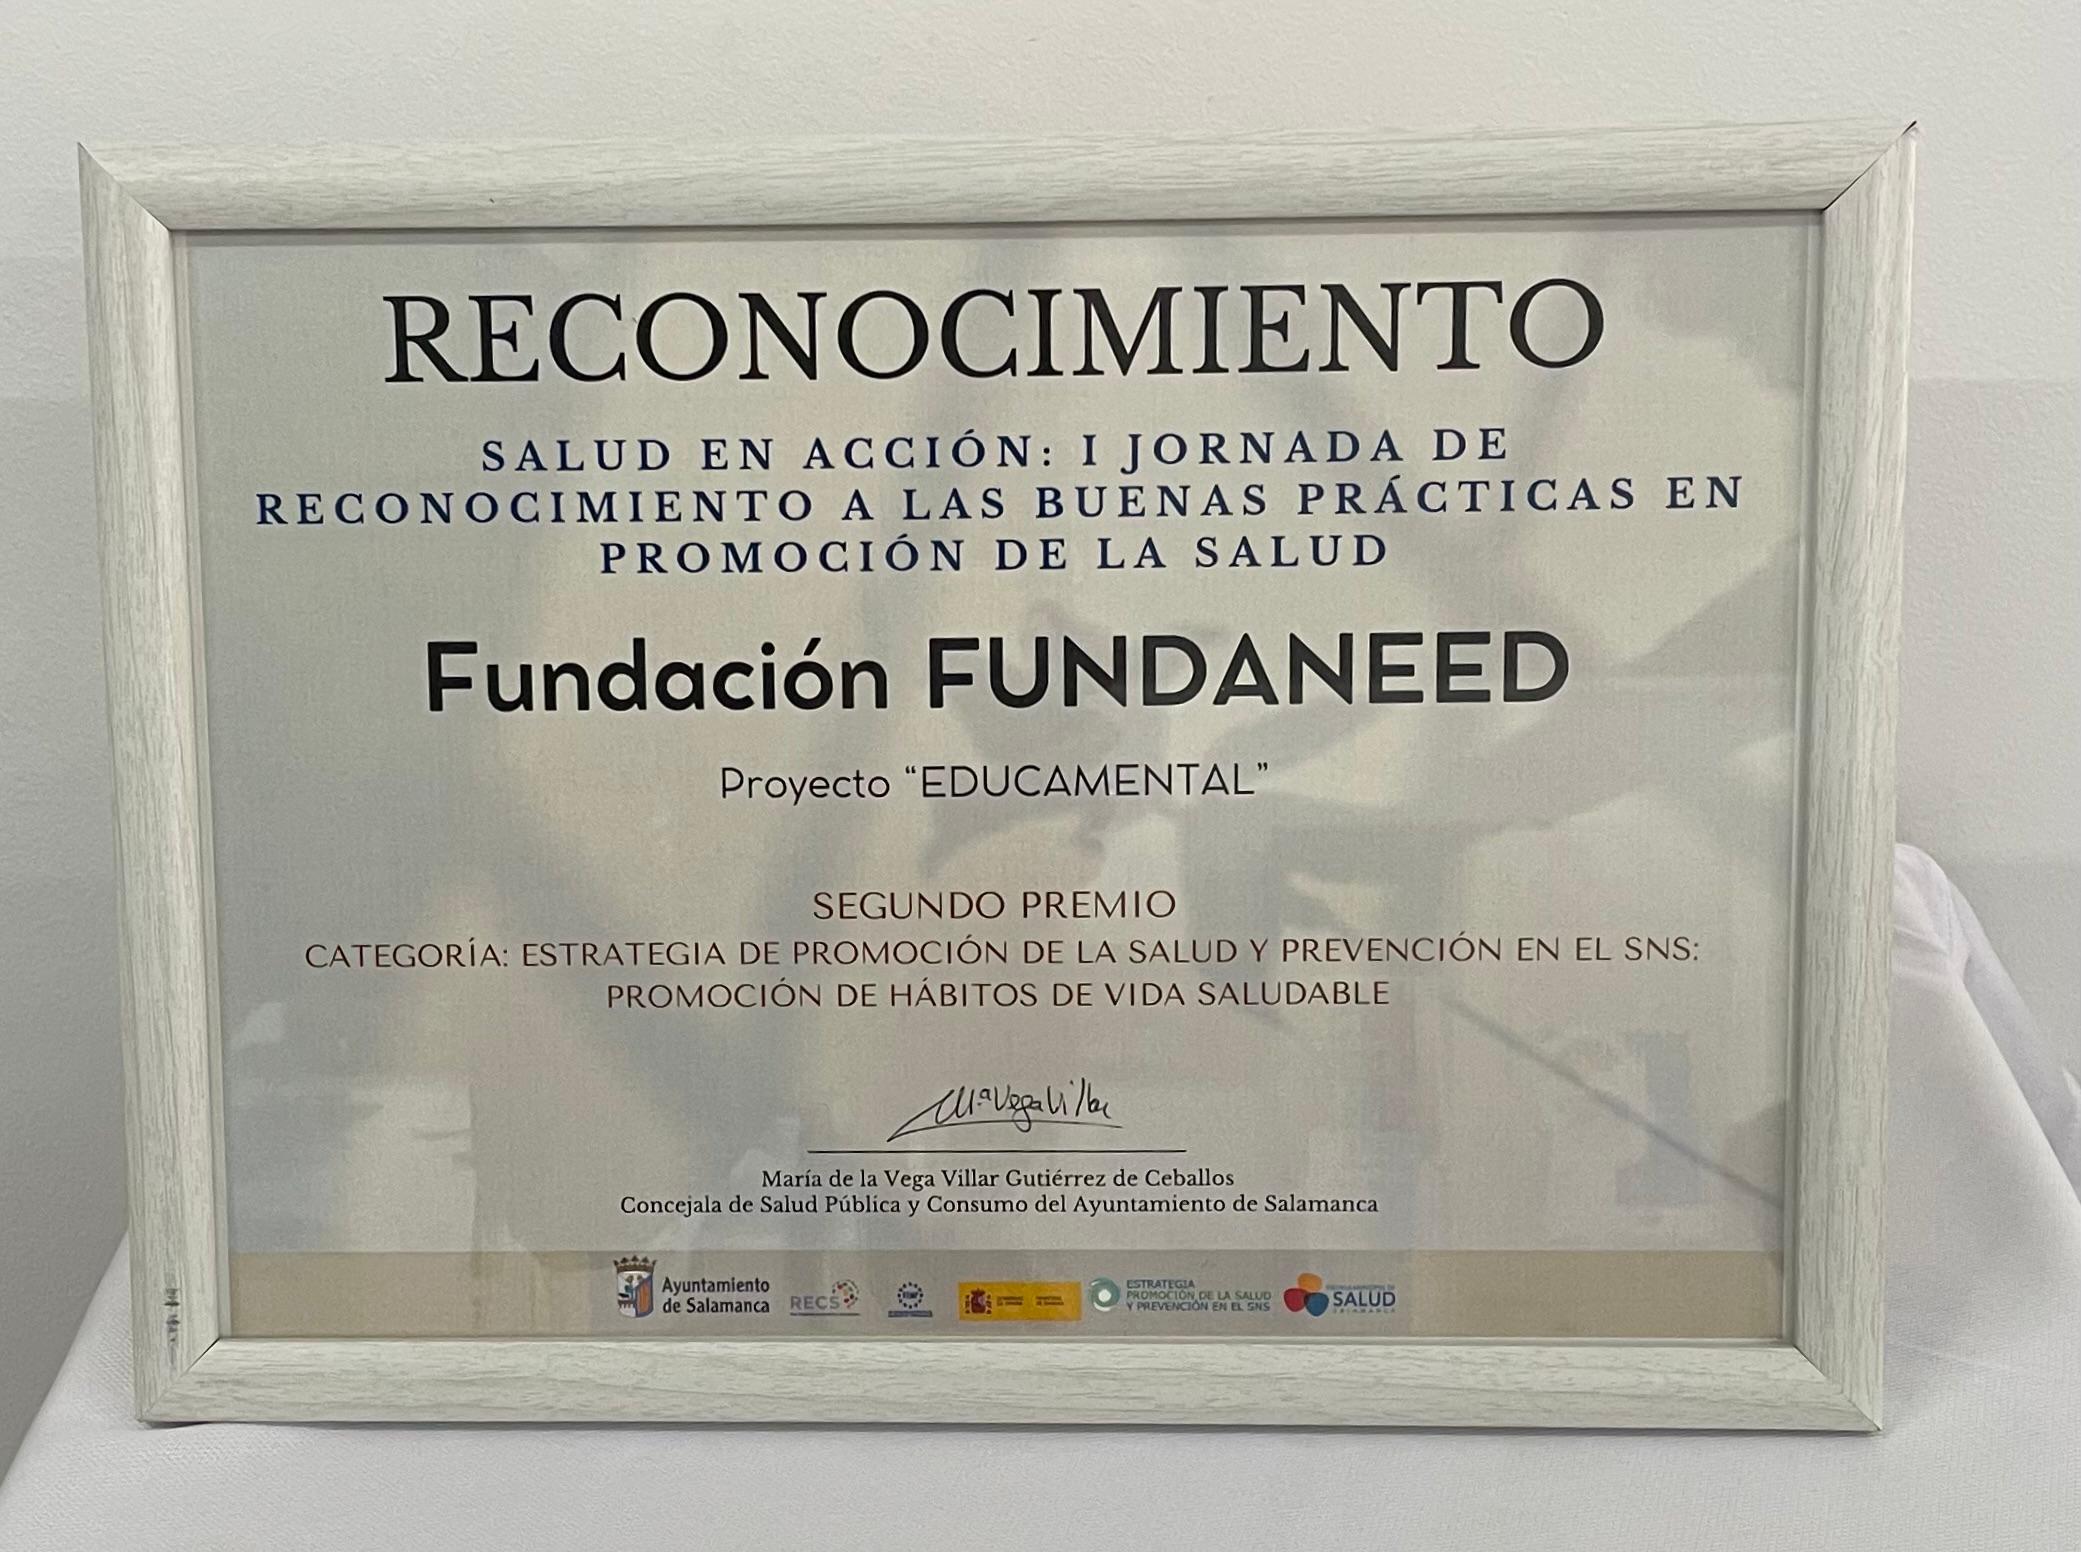 RECONOCIMIENTO
SALUD EN ACCIÓN: I JORNADA DE
RECONOCIMIENTO A LAS BUENAS PRÁCTICAS EN
PROMOCIÓN DE LA SALUD
Fundación FUNDANEED
Proyecto “EDUCAMENTAL”
SEGUNDO PREMIO
CATEGORÍA: ESTRATEGIA DE PROMOCIÓN DE LA SALUD Y PREVENCIÓN EN EL SNS:
PROMOCIÓN DE HÁBITOS DE VIDA SALUDABLE
Mª Vega Villar
María de la Vega Villar Gutiérrez de Ceballos
Concejala de Salud Pública y Consumo del Ayuntamiento de Salamanca
Ayuntamiento
de Salamanca
RECS
ESTRATEGIA
PROMOCIÓN DE LA SALUD
Y PREVENCIÓN EN EL SNS
SALUD